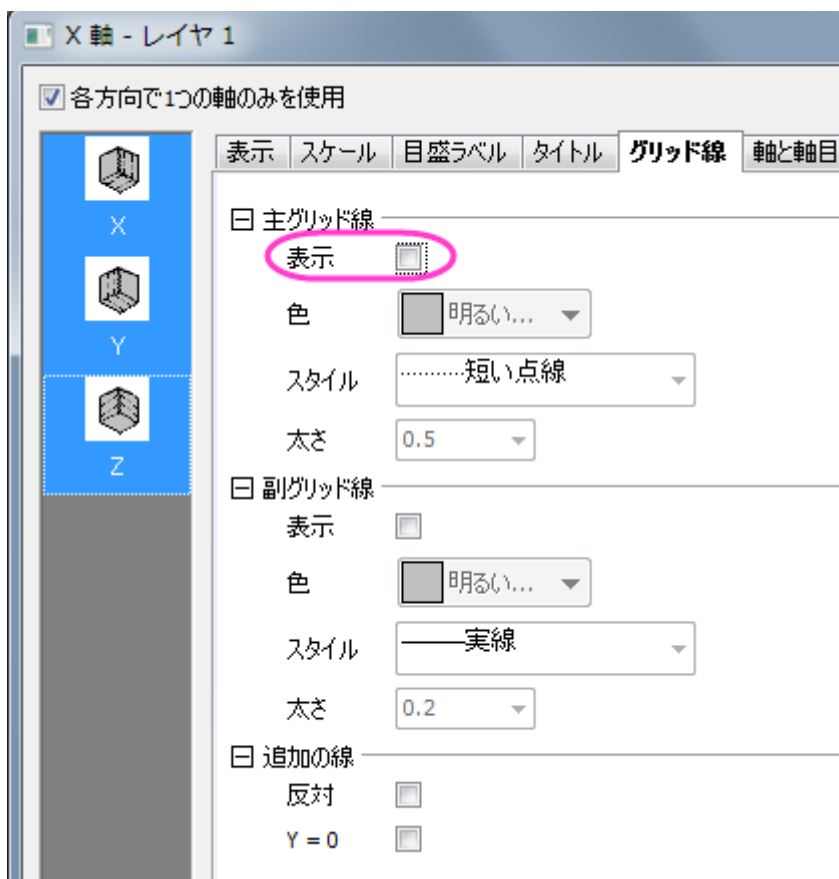 X 軸 - レイヤ 1
各方向で1つの軸のみを使用
表示 スケール 目盛ラベル タイトル グリッド線 軸と軸目
X
Y
Z
主グリッド線
表示
色 明るい...
スタイル 短い点線
太さ 0.5
副グリッド線
表示
色 明るい...
スタイル 実線
太さ 0.2
追加の線
反対
Y = 0